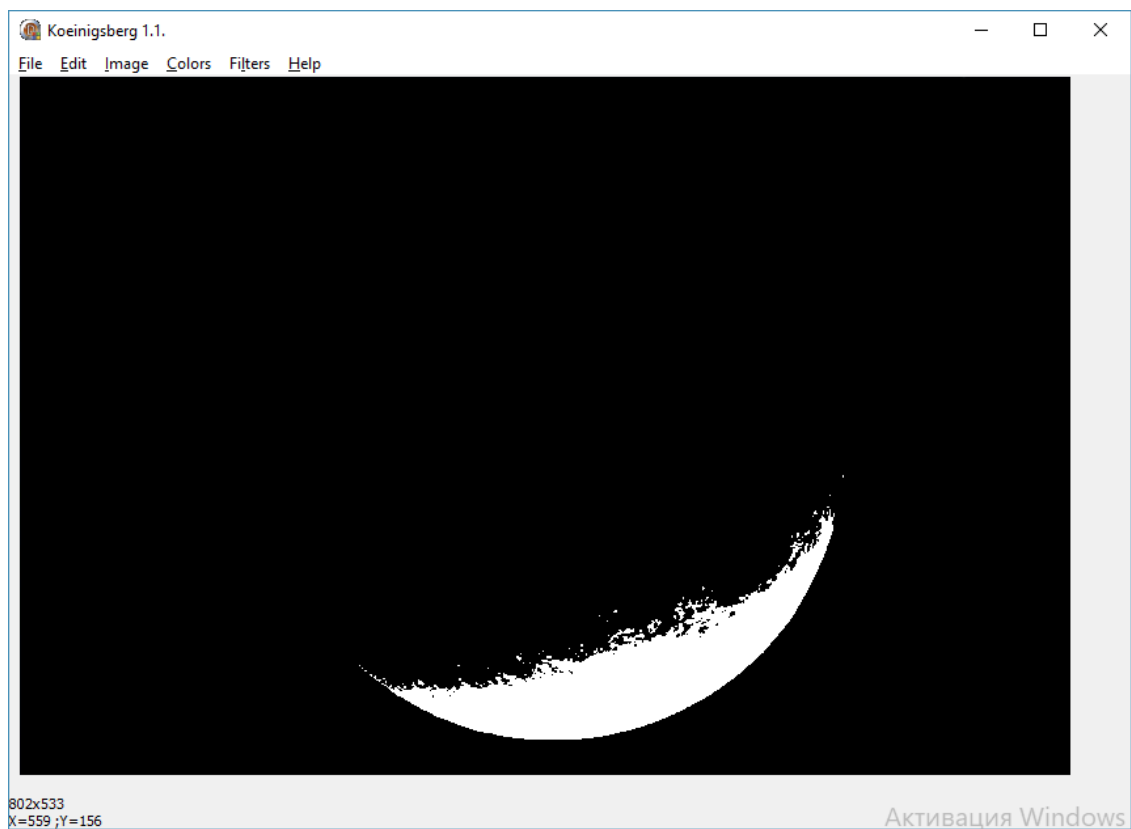 Koeinigsberg 1.1.
File Edit Image Colors Filters Help
802x533
X=559 ;Y=156
Активация Windows